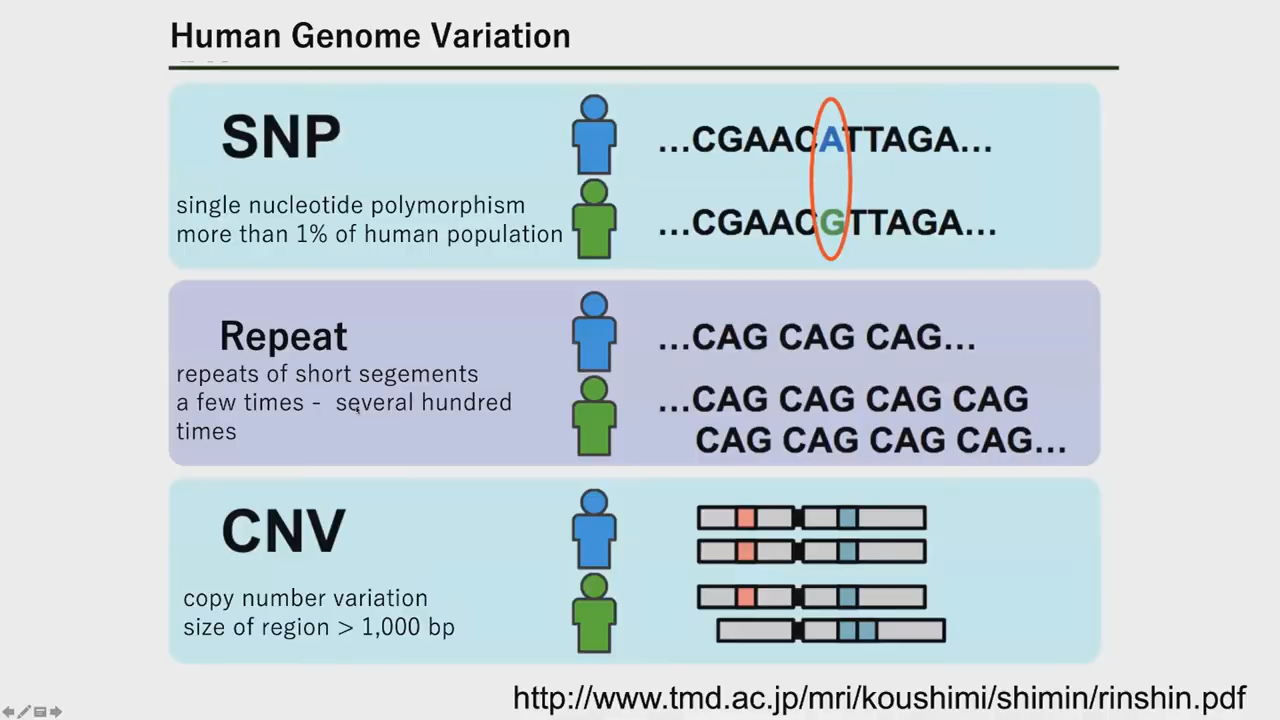 Human Genome Variation
SNP
single nucleotide polymorphism
more than 1% of human population
...CGAACATTAGA...
...CGAACGTTAGA...
Repeat
repeats of short segements
a few times - several hundred
times
...CAG CAG CAG...
...CAG CAG CAG CAG
CAG CAG CAG CAG...
CNV
copy number variation
size of region > 1,000 bp
http://www.tmd.ac.jp/mri/koushimi/shimin/rinshin.pdf